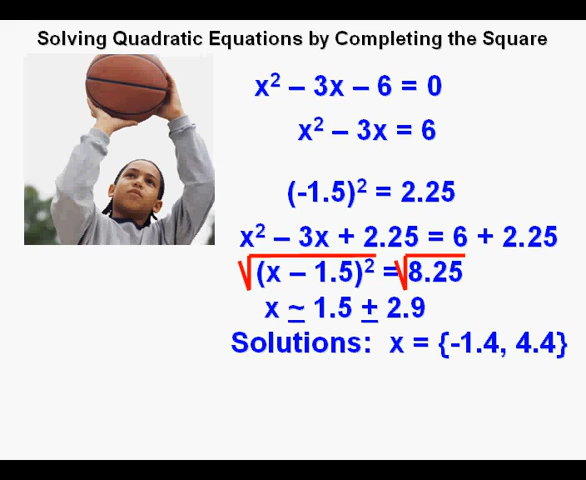 Solving Quadratic Equations by Completing the Square
x² – 3x – 6 = 0
x² – 3x = 6
(-1.5)² = 2.25
x² – 3x + 2.25 = 6 + 2.25
√(x – 1.5)² = √8.25
x ~ 1.5 ± 2.9
Solutions: x = {-1.4, 4.4}